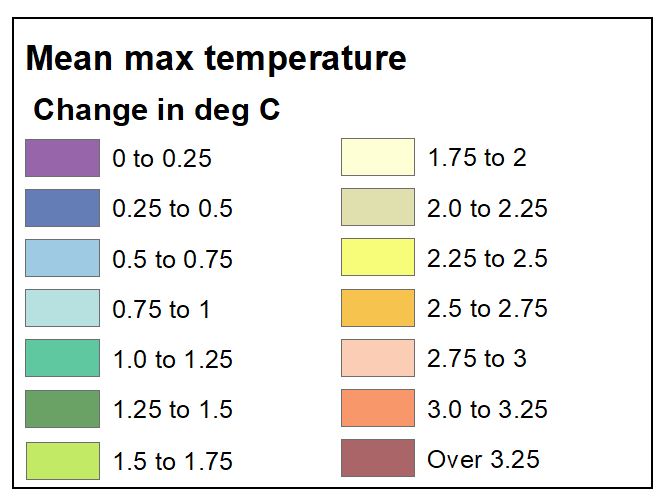 Mean max temperature
Change in deg C
0 to 0.25
0.25 to 0.5
0.5 to 0.75
0.75 to 1
1.0 to 1.25
1.25 to 1.5
1.5 to 1.75
1.75 to 2
2.0 to 2.25
2.25 to 2.5
2.5 to 2.75
2.75 to 3
3.0 to 3.25
Over 3.25